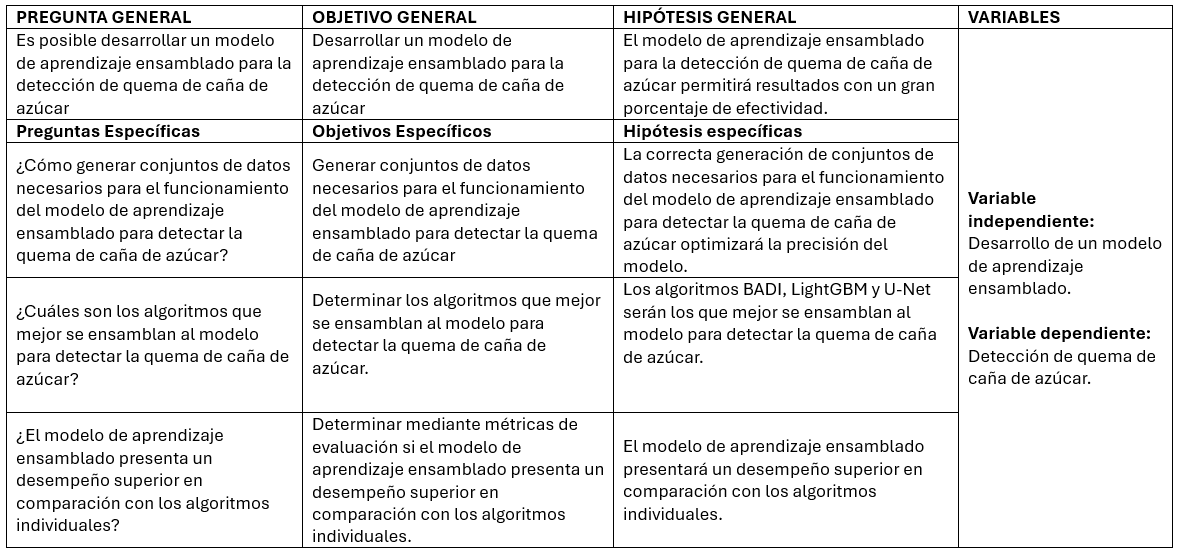 PREGUNTA GENERAL
OBJETIVO GENERAL
HIPÓTESIS GENERAL
VARIABLES
Es posible desarrollar un modelo
de aprendizaje ensamblado para la
detección de quema de caña de
azúcar
Desarrollar un modelo de
aprendizaje ensamblado para la
detección de quema de caña de
azúcar
El modelo de aprendizaje ensamblado
para la detección de quema de caña de
azúcar permitirá resultados con un gran
porcentaje de efectividad.
Preguntas Específicas
Objetivos Específicos
Hipótesis específicas
¿Cómo generar conjuntos de datos
necesarios para el funcionamiento
del modelo de aprendizaje
ensamblado para detectar la
quema de caña de azúcar?
Generar conjuntos de datos
necesarios para el funcionamiento
del modelo de aprendizaje
ensamblado para detectar la quema
de caña de azúcar
La correcta generación de conjuntos de
datos necesarios para el funcionamiento
del modelo de aprendizaje ensamblado
para detectar la quema de caña de
azúcar optimizará la precisión del
modelo.
¿Cuáles son los algoritmos que
mejor se ensamblan al modelo
para detectar la quema de caña de
azúcar?
Determinar los algoritmos que mejor
se ensamblan al modelo para
detectar la quema de caña de
azúcar.
Los algoritmos BADI, LightGBM y U-Net
serán los que mejor se ensamblan al
modelo para detectar la quema de caña
de azúcar.
¿El modelo de aprendizaje
ensamblado presenta un
desempeño superior en
comparación con los algoritmos
individuales?
Determinar mediante métricas de
evaluación si el modelo de
aprendizaje ensamblado presenta un
desempeño superior en
comparación con los algoritmos
individuales.
El modelo de aprendizaje ensamblado
presentará un desempeño superior en
comparación con los algoritmos
individuales.
Variable
independiente:
Desarrollo de un modelo
de aprendizaje
ensamblado.
Variable dependiente:
Detección de quema de
caña de azúcar.